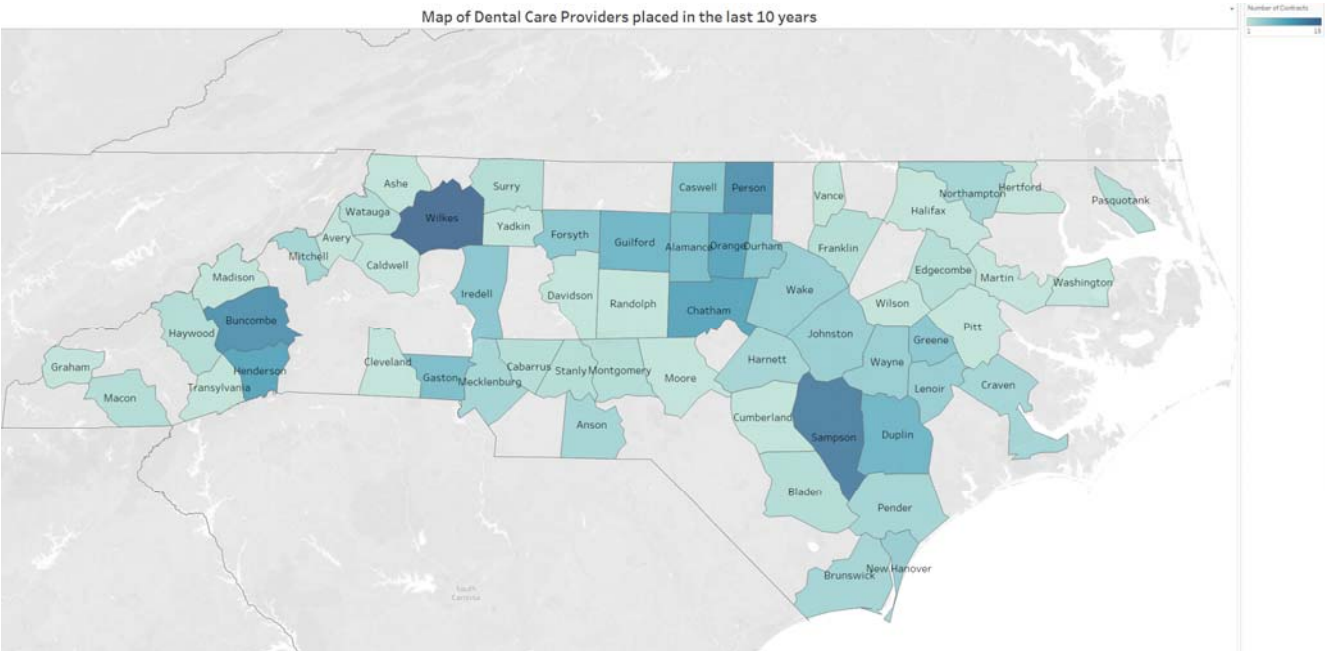 Map of Dental Care Providers placed in the last 10 years
Number of Contracts
1 15
Ashe
Surry
Caswell
Person
Vance
Northampton
Hertford
Pasquotank
Watauga
Wilkes
Yadkin
Halifax
Avery
Forsyth
Guilford
Alamance
Orange
Durham
Franklin
Mitchell
Caldwell
Madison
Iredell
Davidson
Randolph
Wake
Edgecombe
Martin
Washington
Buncombe
Chatham
Wilson
Haywood
Johnston
Pitt
Greene
Graham
Henderson
Cleveland
Gaston
Mecklenburg
Cabarrus
Stanly
Montgomery
Moore
Harnett
Wayne
Transylvania
Macon
Lenoir
Craven
Anson
Cumberland
Sampson
Duplin
Bladen
Pender
Brunswick
New Hanover
South
Carolina